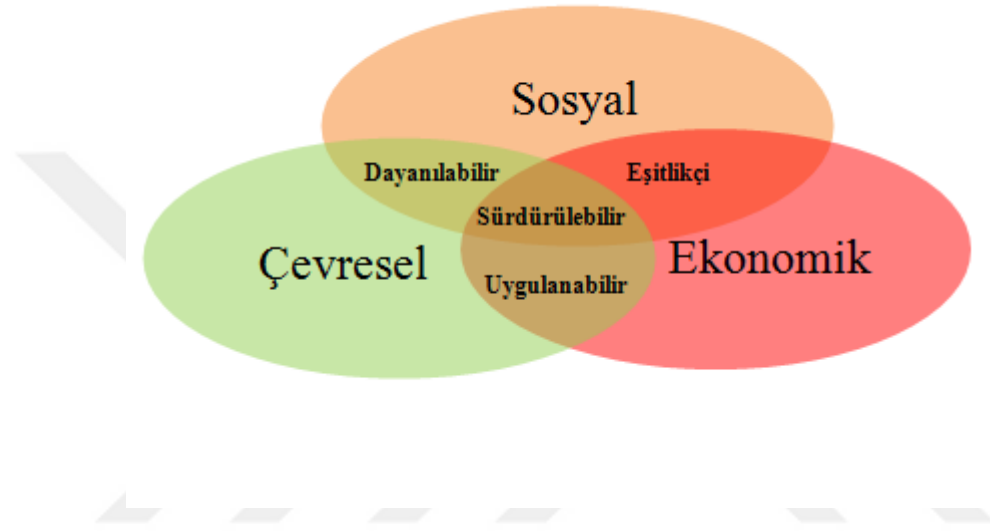 Sosyal
Dayanılabilir
Eşitlikçi
Sürdürülebilir
Çevresel
Ekonomik
Uygulanabilir